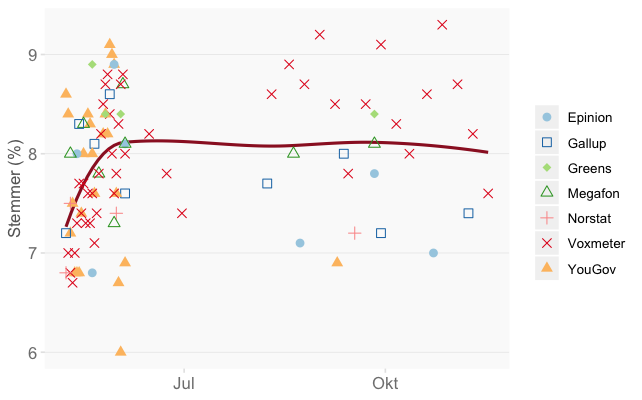 9
8
7
6
Stemmer (%)
Jul
Okt
Epinion
Gallup
Greens
Megafon
Norstat
Voxmeter
YouGov